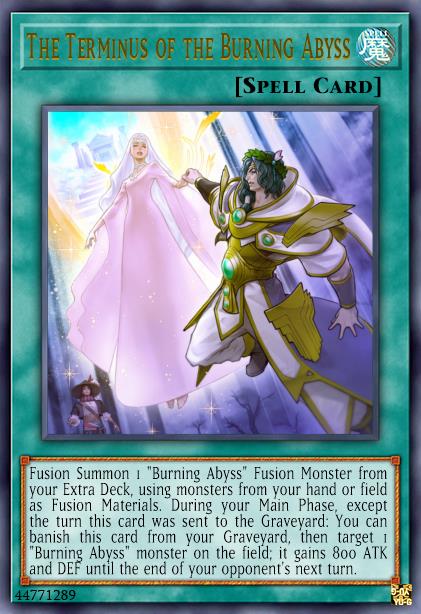 The Terminus of the Burning Abyss
SPELL
魔
[Spell Card]
Fusion Summon 1 "Burning Abyss" Fusion Monster from
your Extra Deck, using monsters from your hand or field
as Fusion Materials. During your Main Phase, except
the turn this card was sent to the Graveyard: You can
banish this card from your Graveyard, then target 1
"Burning Abyss" monster on the field; it gains 800 ATK
and DEF until the end of your opponent's next turn.
44771289